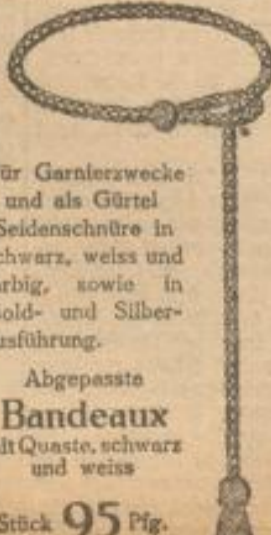 ür Garnierzwecke
und als Gürtel
Seidenschnüre in
chwarz, weiss und
arbig, sowie in
old- und Silber-
usführung.
Abgepasste
Bandeaux
it Quaste, schwarz
und weiss
Stück 95 Pfg.